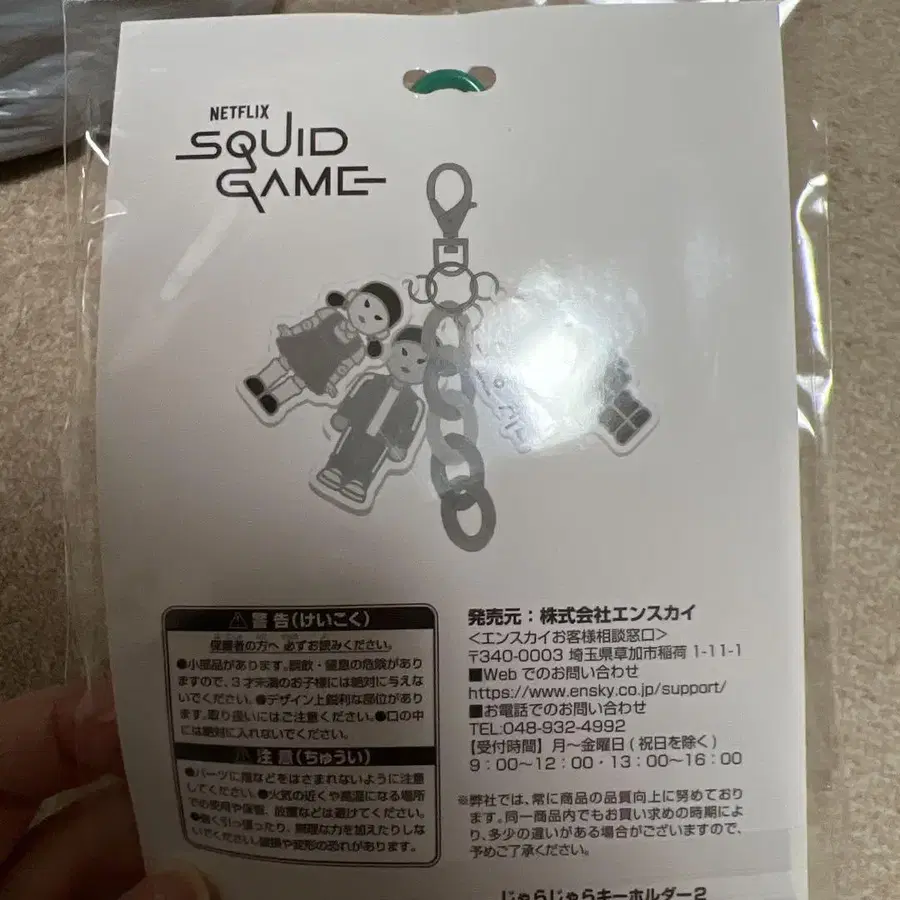 NETFLIX
SQUID
GAME
⚠警告(けいこく)
保護者の方へ 必ずお読みください。
●小部品があります。誤飲・窒息の危険があり
ますので、3才未満のお子様には絶対に与えな
いでください。●デザイン上鋭利な部位があり
ます。取り扱いにはご注意ください。●口の中
には絶対に入れないでください。
⚠注意(ちゅうい)
●パーツに指などをはさまれないように注意
してください。●火気の近くや高温になる場所
での使用や保管、放置などは避けてください。
●強く引っ張ったり、無理な力を加えたりしな
いでください。破損や変形の恐れがあります。
発売元：株式会社エンスカイ
<エンスカイお客様相談窓口>
〒340-0003 埼玉県草加市稲荷 1-11-1
■Web でのお問い合わせ
https://www.ensky.co.jp/support/
■お電話でのお問い合わせ
TEL:048-932-4992
【受付時間】月〜金曜日(祝日を除く)
9：00〜12：00・13：00〜16：00
※弊社では、常に商品の品質向上に努めており
ます。同一商品内でもお買い求めの時期によ
り、多少の違いがある場合がございますので、
予めご了承ください。
じゃらじゃらキーホルダー2